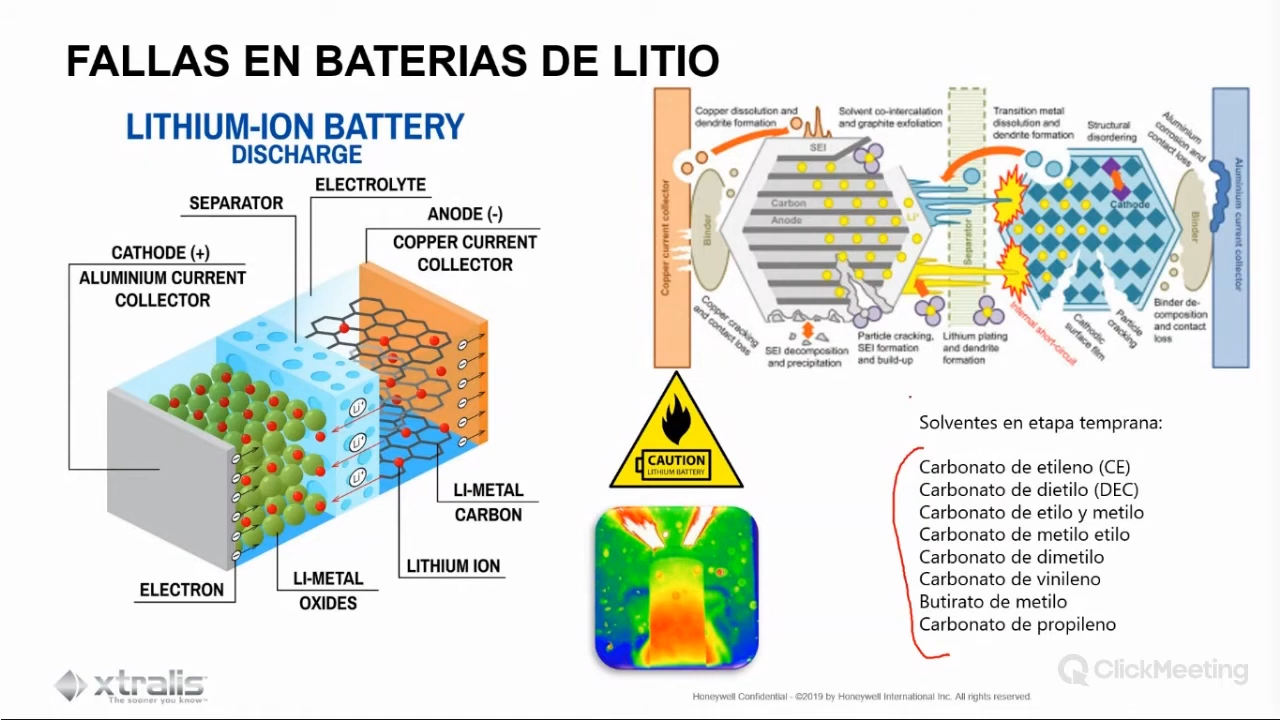 FALLAS EN BATERIAS DE LITIO
LITHIUM-ION BATTERY
DISCHARGE
ELECTROLYTE
SEPARATOR
ANODE (-)
COPPER CURRENT
COLLECTOR
CATHODE (+)
ALUMINIUM CURRENT
COLLECTOR
Li⁺
Li⁺
Li⁺
LI-METAL
CARBON
LITHIUM ION
LI-METAL
OXIDES
ELECTRON
Copper dissolution and
dendrite formation
Solvent co-intercalation
and graphite exfoliation
Transition metal
dissolution and
dendrite formation
Structural
disordering
Aluminium
corrosion and
contact loss
Copper current collector
Binder
SEI
Carbon
Anode
Li⁺
Separator
Cathode
Binder
Aluminium current collector
Copper cracking
and contact loss
SEI decomposition
and precipitation
Particle cracking,
SEI formation
and build-up
Lithium plating
and dendrite
formation
Internal short-circuit
Cathodic
surface film
Particle
cracking
Binder de-
composition
and contact
loss
CAUTION
LITHIUM BATTERY
Solventes en etapa temprana:
Carbonato de etileno (CE)
Carbonato de dietilo (DEC)
Carbonato de etilo y metilo
Carbonato de metilo etilo
Carbonato de dimetilo
Carbonato de vinileno
Butirato de metilo
Carbonato de propileno
xtralis
The sooner you know™
Honeywell Confidential - ©2019 by Honeywell International Inc. All rights reserved.
ClickMeeting